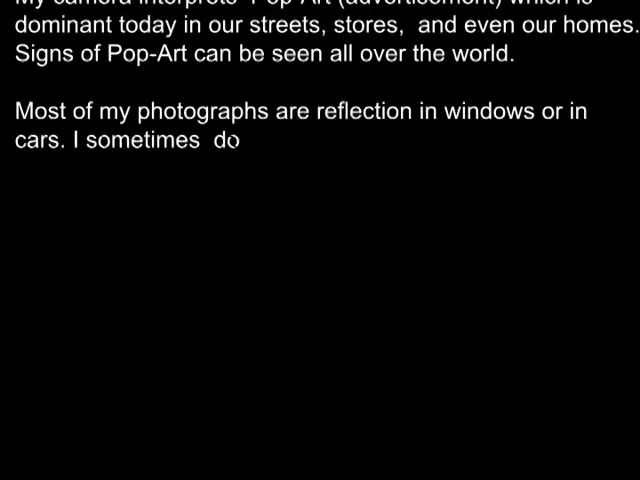 My camera interprets Pop-Art (advertisement) which is
dominant today in our streets, stores,  and even our homes.
Signs of Pop-Art can be seen all over the world.
Most of my photographs are reflection in windows or in
cars. I sometimes  do